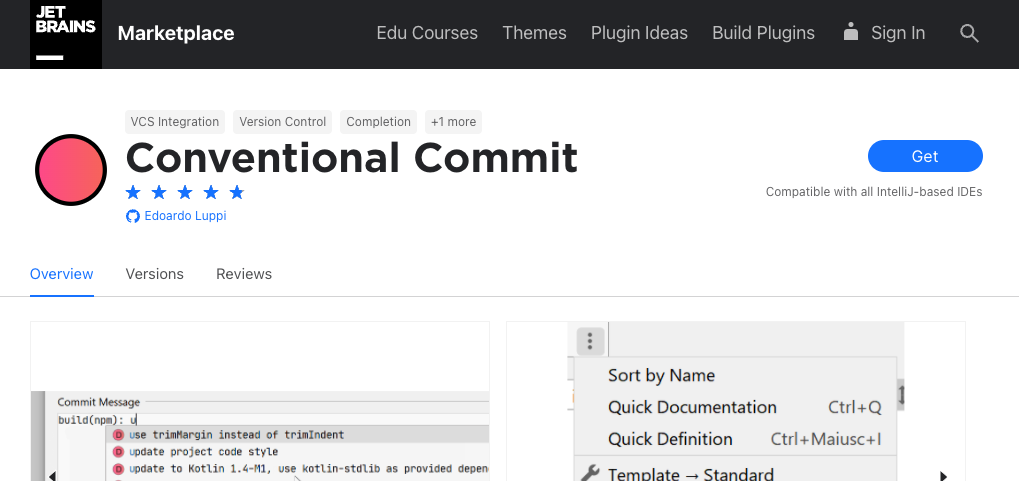 JET
BRAINS
Marketplace
Edu Courses
Themes
Plugin Ideas
Build Plugins
Sign In
VCS Integration
Version Control
Completion
+1 more
Conventional Commit
Get
Compatible with all IntelliJ-based IDEs
Edoardo Luppi
Overview
Versions
Reviews
Commit Message
build(npm): u
use trimMargin instead of trimIndent
update project code style
update to Kotlin 1.4-M1, use kotlin-stdlib as provided depen
Sort by Name
Quick Documentation Ctrl+Q
Quick Definition Ctrl+Maiusc+I
Template → Standard